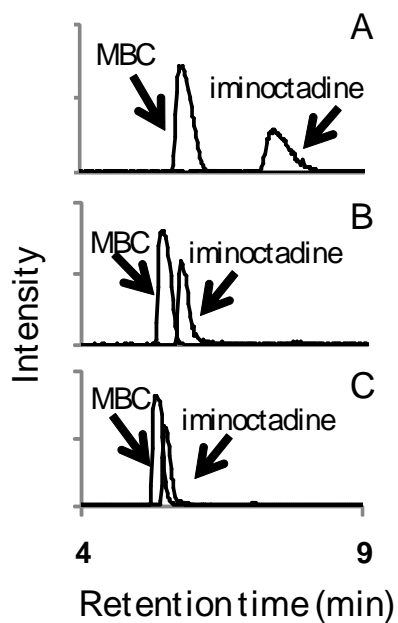 A
MBC
iminoctadine
B
MBC
iminoctadine
C
MBC
iminoctadine
Intensity
4 9
Retention time (min)